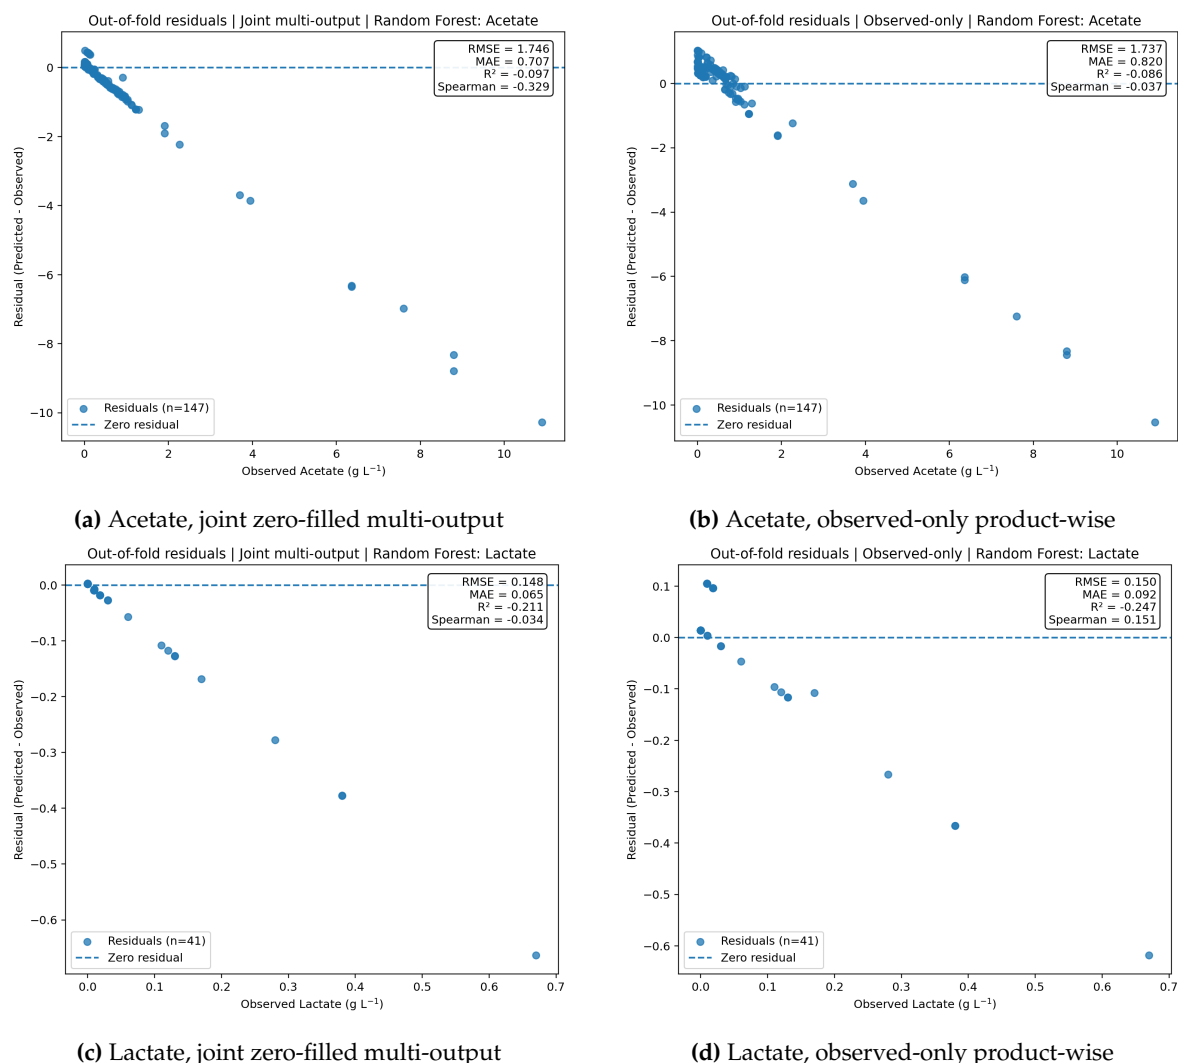 Out-of-fold residuals | Joint multi-output | Random Forest: Acetate
RMSE = 1.746
MAE = 0.707
R² = -0.097
Spearman = -0.329
0
−2
−4
−6
−8
−10
Residual (Predicted - Observed)
Residuals (n=147)
Zero residual
0 2 4 6 8 10
Observed Acetate (g L⁻¹)
(a) Acetate, joint zero-filled multi-output
Out-of-fold residuals | Observed-only | Random Forest: Acetate
RMSE = 1.737
MAE = 0.820
R² = -0.086
Spearman = -0.037
0
−2
−4
−6
−8
−10
Residual (Predicted - Observed)
Residuals (n=147)
Zero residual
0 2 4 6 8 10
Observed Acetate (g L⁻¹)
(b) Acetate, observed-only product-wise
Out-of-fold residuals | Joint multi-output | Random Forest: Lactate
RMSE = 0.148
MAE = 0.065
R² = -0.211
Spearman = -0.034
0.0
−0.1
−0.2
−0.3
−0.4
−0.5
−0.6
Residual (Predicted - Observed)
Residuals (n=41)
Zero residual
0.0 0.1 0.2 0.3 0.4 0.5 0.6 0.7
Observed Lactate (g L⁻¹)
(c) Lactate, joint zero-filled multi-output
Out-of-fold residuals | Observed-only | Random Forest: Lactate
RMSE = 0.150
MAE = 0.092
R² = -0.247
Spearman = 0.151
0.1
0.0
−0.1
−0.2
−0.3
−0.4
−0.5
−0.6
Residual (Predicted - Observed)
Residuals (n=41)
Zero residual
0.0 0.1 0.2 0.3 0.4 0.5 0.6 0.7
Observed Lactate (g L⁻¹)
(d) Lactate, observed-only product-wise